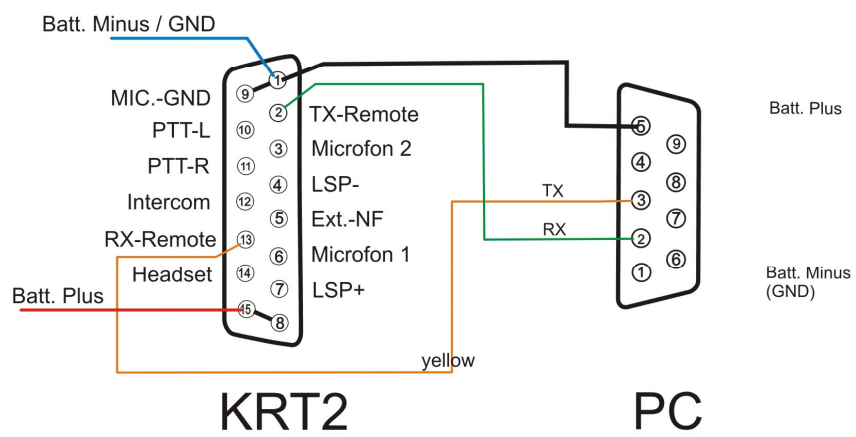 Batt. Minus / GND
1
9
MIC.-GND
2
TX-Remote
5
Batt. Plus
PTT-L
10
9
3
Microfon 2
4
PTT-R
11
4
LSP-
TX
3
8
Intercom
12
5
Ext.-NF
7
RX-Remote
13
RX
2
6
Microfon 1
6
Headset
14
1
Batt. Minus
(GND)
7
LSP+
Batt. Plus
15
8
yellow
KRT2
PC